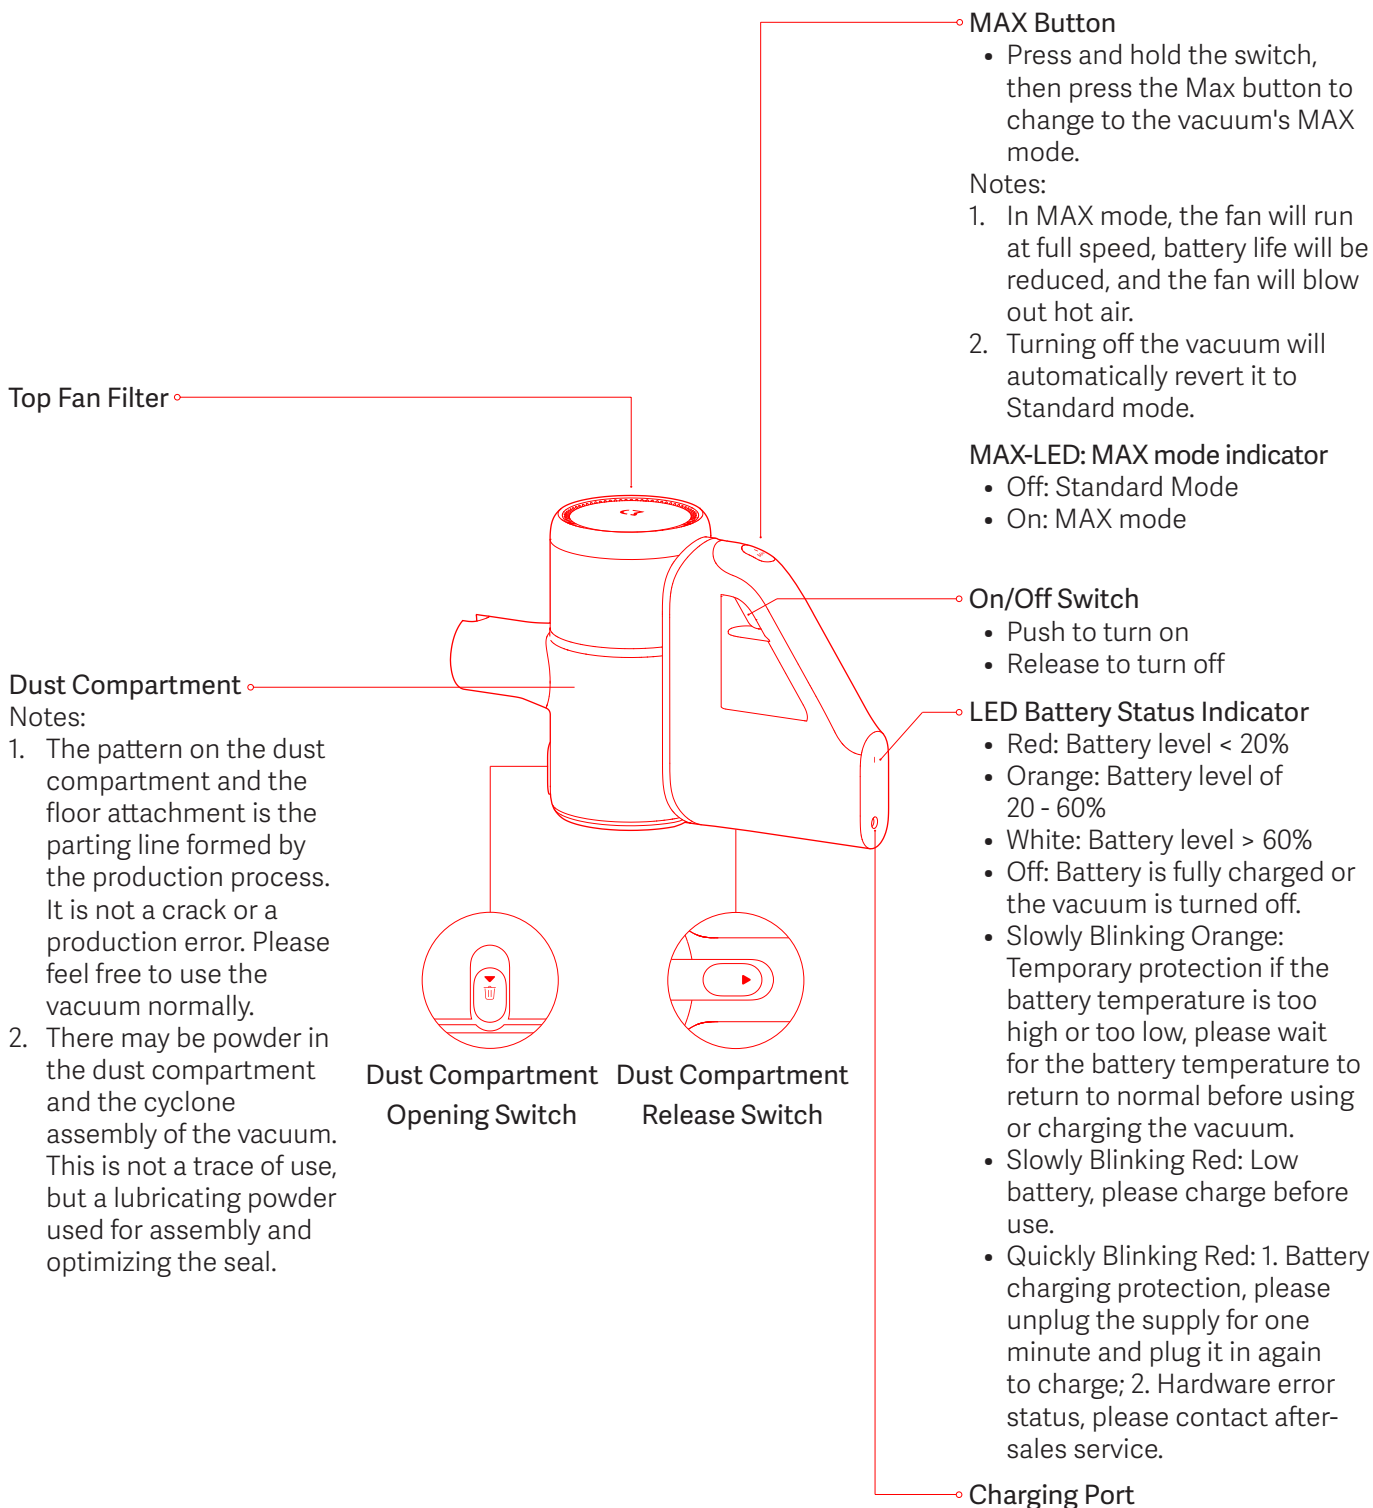 MAX Button
• Press and hold the switch,
then press the Max button to
change to the vacuum's MAX
mode.
Notes:
1. In MAX mode, the fan will run
at full speed, battery life will be
reduced, and the fan will blow
out hot air.
2. Turning off the vacuum will
automatically revert it to
Standard mode.
MAX-LED: MAX mode indicator
• Off: Standard Mode
• On: MAX mode
Top Fan Filter
On/Off Switch
• Push to turn on
• Release to turn off
Dust Compartment
Notes:
1. The pattern on the dust
compartment and the
floor attachment is the
parting line formed by
the production process.
It is not a crack or a
production error. Please
feel free to use the
vacuum normally.
2. There may be powder in
the dust compartment
and the cyclone
assembly of the vacuum.
This is not a trace of use,
but a lubricating powder
used for assembly and
optimizing the seal.
Dust Compartment
Opening Switch
Dust Compartment
Release Switch
LED Battery Status Indicator
• Red: Battery level < 20%
• Orange: Battery level of
20 - 60%
• White: Battery level > 60%
• Off: Battery is fully charged or
the vacuum is turned off.
• Slowly Blinking Orange:
Temporary protection if the
battery temperature is too
high or too low, please wait
for the battery temperature to
return to normal before using
or charging the vacuum.
• Slowly Blinking Red: Low
battery, please charge before
use.
• Quickly Blinking Red: 1. Battery
charging protection, please
unplug the supply for one
minute and plug it in again
to charge; 2. Hardware error
status, please contact after-
sales service.
Charging Port